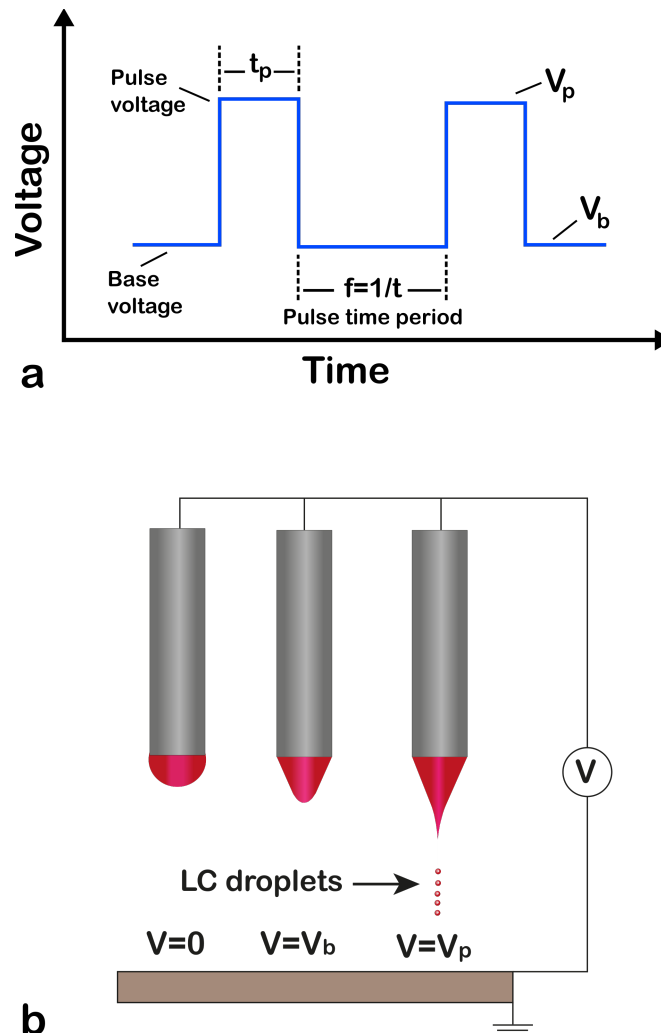 t_p
Pulse
voltage
V_p
Voltage
V_b
Base
voltage
f=1/t
Pulse time period
Time
a
V
LC droplets
V=0
V=V_b
V=V_p
b